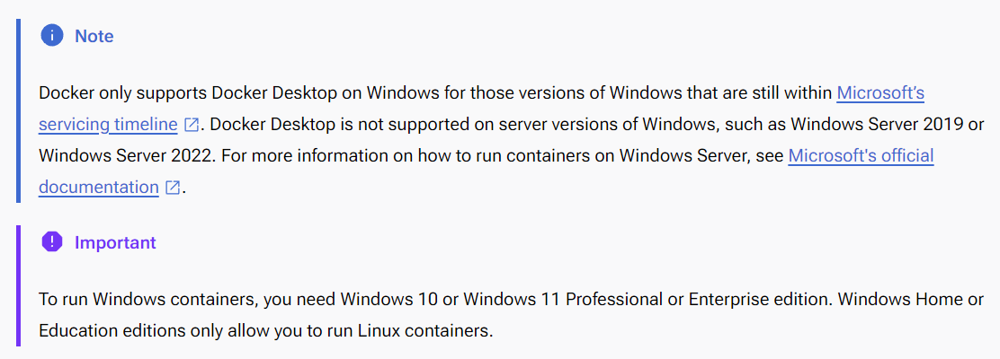 Note
Docker only supports Docker Desktop on Windows for those versions of Windows that are still within Microsoft’s
servicing timeline. Docker Desktop is not supported on server versions of Windows, such as Windows Server 2019 or
Windows Server 2022. For more information on how to run containers on Windows Server, see Microsoft's official
documentation.
Important
To run Windows containers, you need Windows 10 or Windows 11 Professional or Enterprise edition. Windows Home or
Education editions only allow you to run Linux containers.